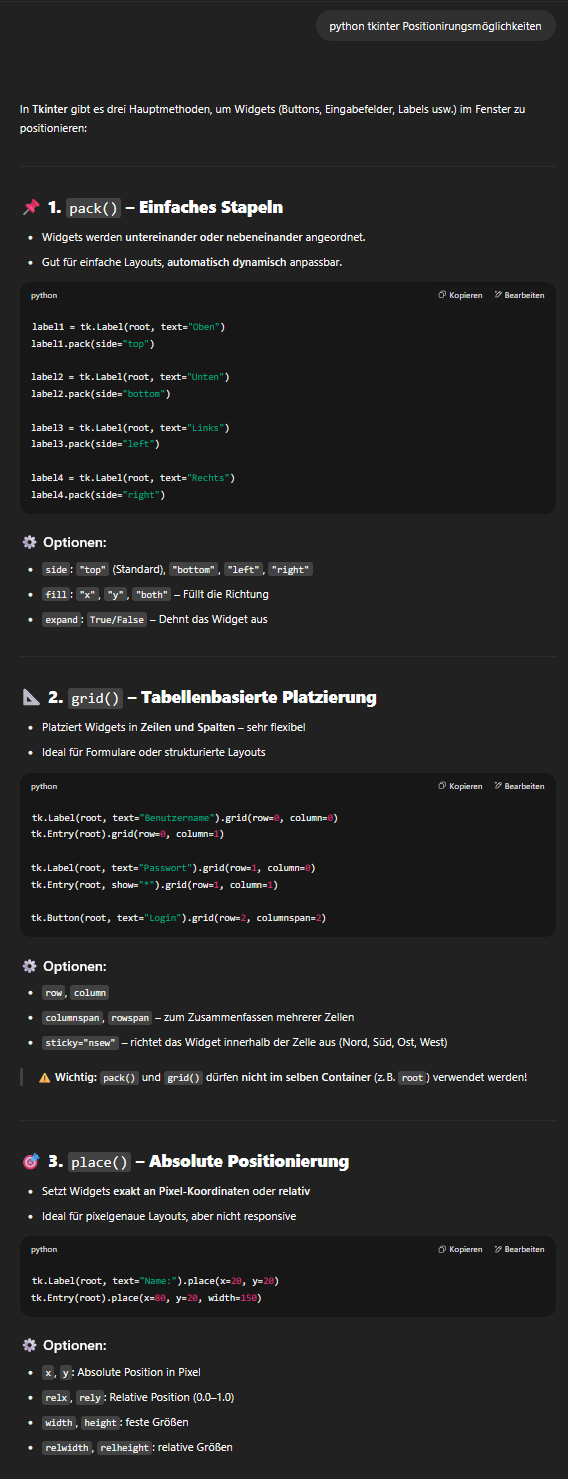 python tkinter Positionirungsmöglichkeiten
In Tkinter gibt es drei Hauptmethoden, um Widgets (Buttons, Eingabefelder, Labels usw.) im Fenster zu
positionieren:
📌 1. pack() – Einfaches Stapeln
• Widgets werden untereinander oder nebeneinander angeordnet.
• Gut für einfache Layouts, automatisch dynamisch anpassbar.
python Kopieren Bearbeiten
label1 = tk.Label(root, text="Oben")
label1.pack(side="top")
label2 = tk.Label(root, text="Unten")
label2.pack(side="bottom")
label3 = tk.Label(root, text="Links")
label3.pack(side="left")
label4 = tk.Label(root, text="Rechts")
label4.pack(side="right")
⚙️ Optionen:
• side: "top" (Standard), "bottom", "left", "right"
• fill: "x", "y", "both" – Füllt die Richtung
• expand: True/False – Dehnt das Widget aus
📐 2. grid() – Tabellenbasierte Platzierung
• Platziert Widgets in Zeilen und Spalten – sehr flexibel
• Ideal für Formulare oder strukturierte Layouts
python Kopieren Bearbeiten
tk.Label(root, text="Benutzername").grid(row=0, column=0)
tk.Entry(root).grid(row=0, column=1)
tk.Label(root, text="Passwort").grid(row=1, column=0)
tk.Entry(root, show="*").grid(row=1, column=1)
tk.Button(root, text="Login").grid(row=2, columnspan=2)
⚙️ Optionen:
• row, column
• columnspan, rowspan – zum Zusammenfassen mehrerer Zellen
• sticky="nsew" – richtet das Widget innerhalb der Zelle aus (Nord, Süd, Ost, West)
⚠️ Wichtig: pack() und grid() dürfen nicht im selben Container (z. B. root) verwendet werden!
🎯 3. place() – Absolute Positionierung
• Setzt Widgets exakt an Pixel-Koordinaten oder relativ
• Ideal für pixelgenaue Layouts, aber nicht responsive
python Kopieren Bearbeiten
tk.Label(root, text="Name:").place(x=20, y=20)
tk.Entry(root).place(x=80, y=20, width=150)
⚙️ Optionen:
• x, y: Absolute Position in Pixel
• relx, rely: Relative Position (0.0–1.0)
• width, height: feste Größen
• relwidth, relheight: relative Größen